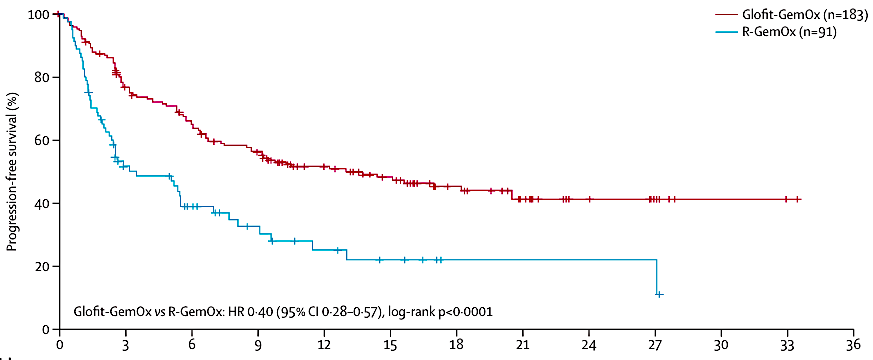 Glofit-GemOx (n=183)
R-GemOx (n=91)
Progression-free survival (%)
100
80
60
40
20
0
Glofit-GemOx vs R-GemOx: HR 0·40 (95% CI 0·28–0·57), log-rank p<0·0001
0 3 6 9 12 15 18 21 24 27 30 33 36